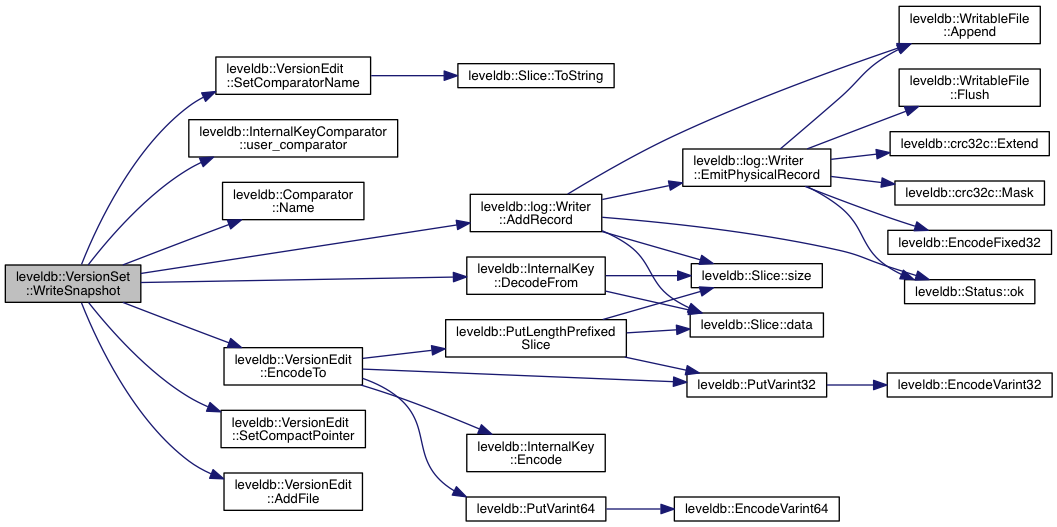 leveldb::VersionSet
::WriteSnapshot
leveldb::VersionEdit
::SetComparatorName
leveldb::InternalKeyComparator
::user_comparator
leveldb::Comparator
::Name
leveldb::VersionEdit
::EncodeTo
leveldb::VersionEdit
::SetCompactPointer
leveldb::VersionEdit
::AddFile
leveldb::Slice::ToString
leveldb::log::Writer
::AddRecord
leveldb::InternalKey
::DecodeFrom
leveldb::PutLengthPrefixed
Slice
leveldb::InternalKey
::Encode
leveldb::PutVarint64
leveldb::log::Writer
::EmitPhysicalRecord
leveldb::Slice::size
leveldb::Slice::data
leveldb::PutVarint32
leveldb::EncodeVarint64
leveldb::WritableFile
::Append
leveldb::WritableFile
::Flush
leveldb::crc32c::Extend
leveldb::crc32c::Mask
leveldb::EncodeFixed32
leveldb::Status::ok
leveldb::EncodeVarint32